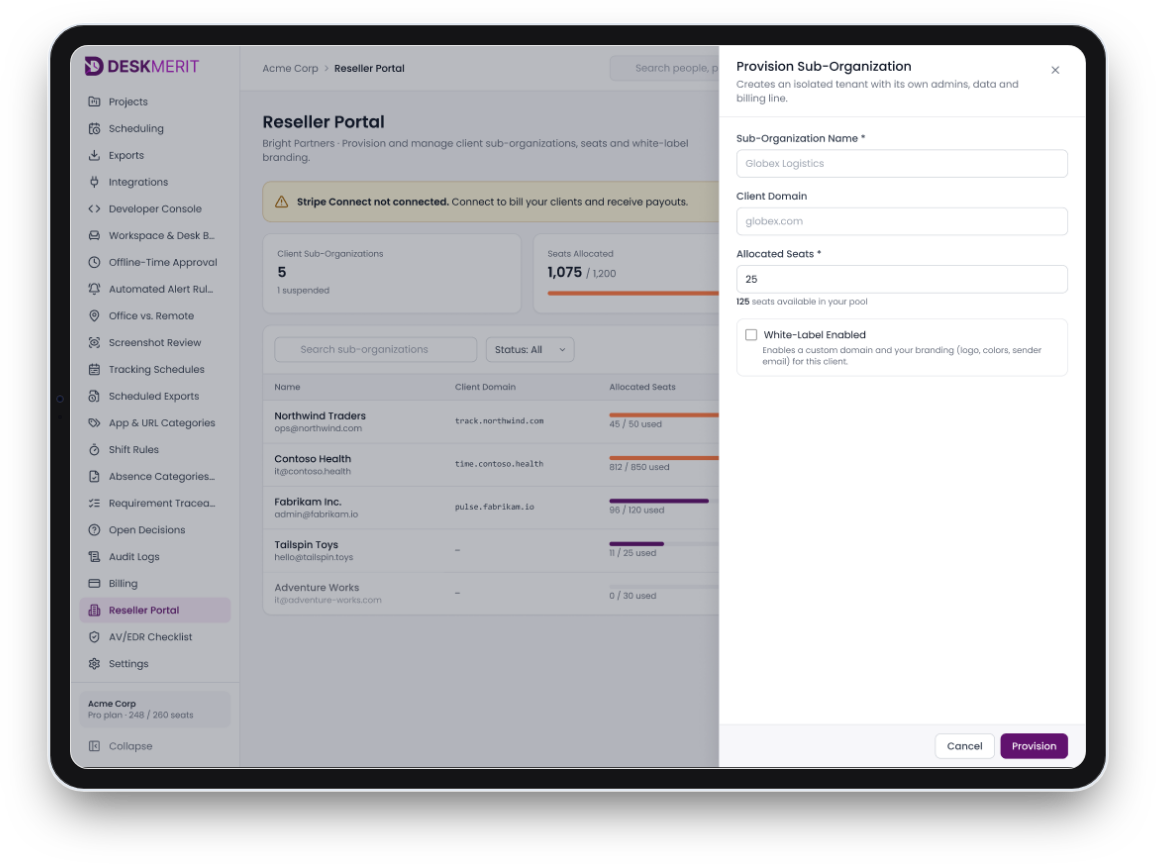 DESKMERIT
Projects
Scheduling
Exports
Integrations
Developer Console
Workspace & Desk B...
Offline-Time Approval
Automated Alert Rul...
Office vs. Remote
Screenshot Review
Tracking Schedules
Scheduled Exports
App & URL Categories
Shift Rules
Absence Categories...
Requirement Tracea...
Open Decisions
Audit Logs
Billing
Reseller Portal
AV/EDR Checklist
Settings
Acme Corp
Pro plan · 248 / 260 seats
Collapse
Acme Corp > Reseller Portal
Search people, p
Reseller Portal
Bright Partners · Provision and manage client sub-organizations, seats and white-label
branding.
Stripe Connect not connected. Connect to bill your clients and receive payouts.
Client Sub-Organizations
5
1 suspended
Seats Allocated
1,075 / 1,200
Search sub-organizations
Status: All
Name Client Domain Allocated Seats
Northwind Traders
ops@northwind.com
track.northwind.com
45 / 50 used
Contoso Health
it@contoso.health
time.contoso.health
812 / 850 used
Fabrikam Inc.
admin@fabrikam.io
pulse.fabrikam.io
96 / 120 used
Tailspin Toys
hello@tailspin.toys
–
11 / 25 used
Adventure Works
it@adventure-works.com
–
0 / 30 used
Provision Sub-Organization
Creates an isolated tenant with its own admins, data and
billing line.
Sub-Organization Name *
Globex Logistics
Client Domain
globex.com
Allocated Seats *
25
125 seats available in your pool
White-Label Enabled
Enables a custom domain and your branding (logo, colors, sender
email) for this client.
Cancel
Provision